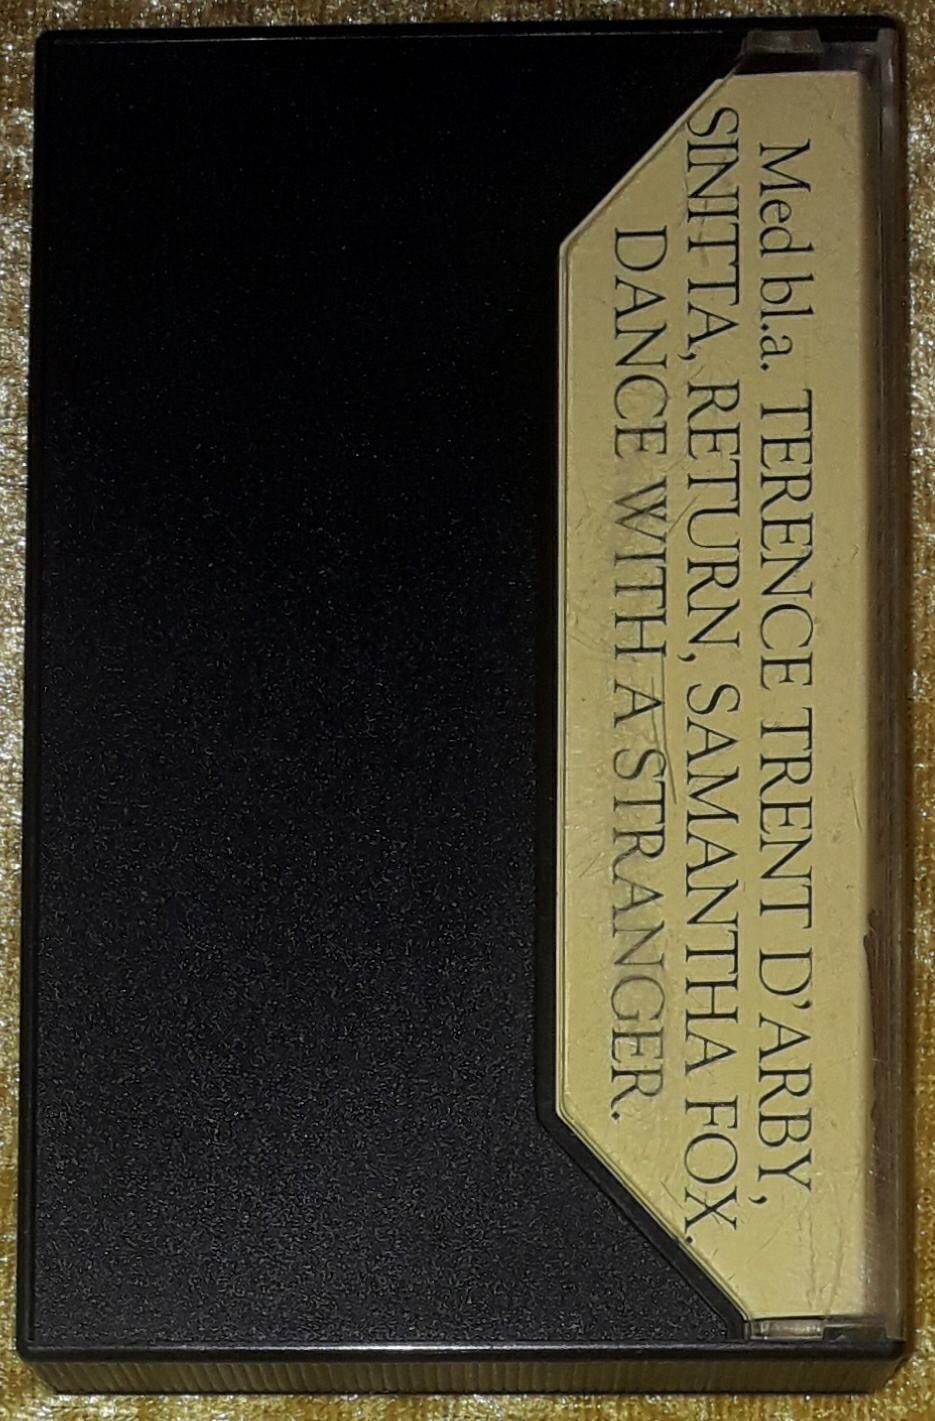 Med bl.a. TERENCE TRENT D'ARBY,
SINITTA, RETURN, SAMANTHA FOX,
DANCE WITH A STRANGER.